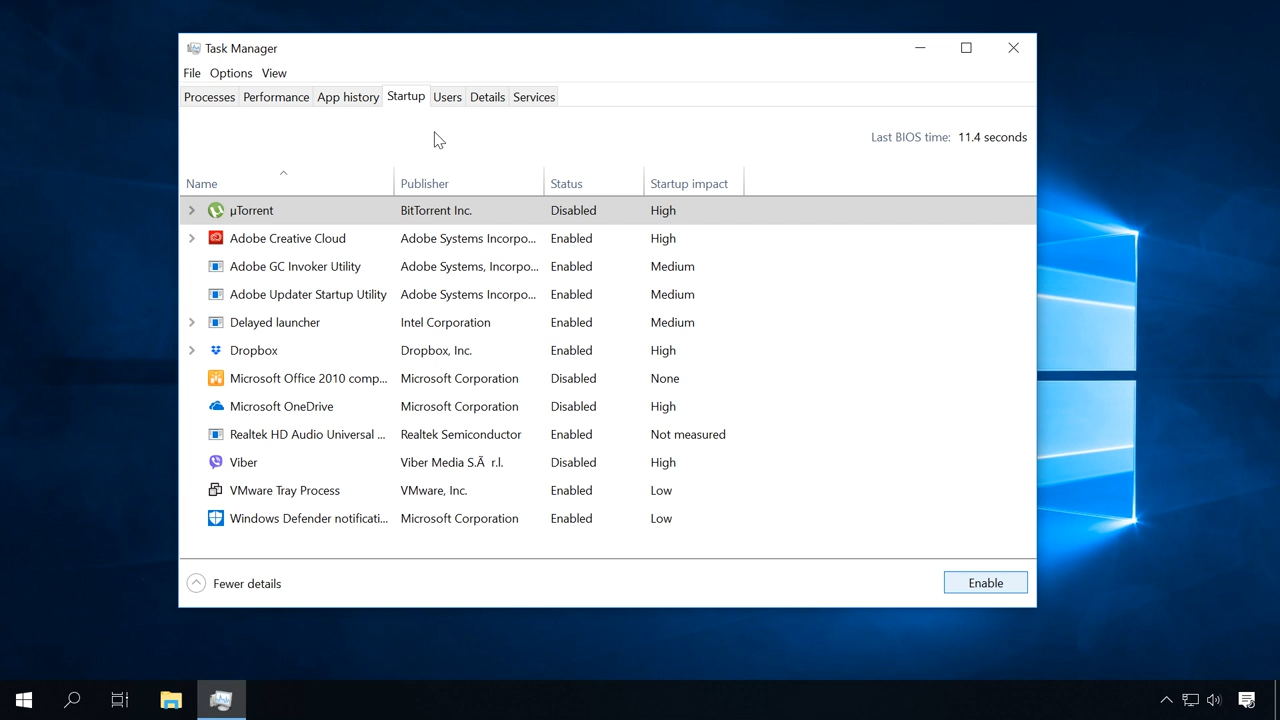 Task Manager
File Options View
Processes Performance App history Startup Users Details Services
Last BIOS time: 11.4 seconds
Name Publisher Status Startup impact
µTorrent BitTorrent Inc. Disabled High
Adobe Creative Cloud Adobe Systems Incorpo... Enabled High
Adobe GC Invoker Utility Adobe Systems, Incorpo... Enabled Medium
Adobe Updater Startup Utility Adobe Systems Incorpo... Enabled Medium
Delayed launcher Intel Corporation Enabled Medium
Dropbox Dropbox, Inc. Enabled High
Microsoft Office 2010 comp... Microsoft Corporation Disabled None
Microsoft OneDrive Microsoft Corporation Disabled High
Realtek HD Audio Universal ... Realtek Semiconductor Enabled Not measured
Viber Viber Media S.Ã r.l. Disabled High
VMware Tray Process VMware, Inc. Enabled Low
Windows Defender notificati... Microsoft Corporation Enabled Low
Fewer details Enable